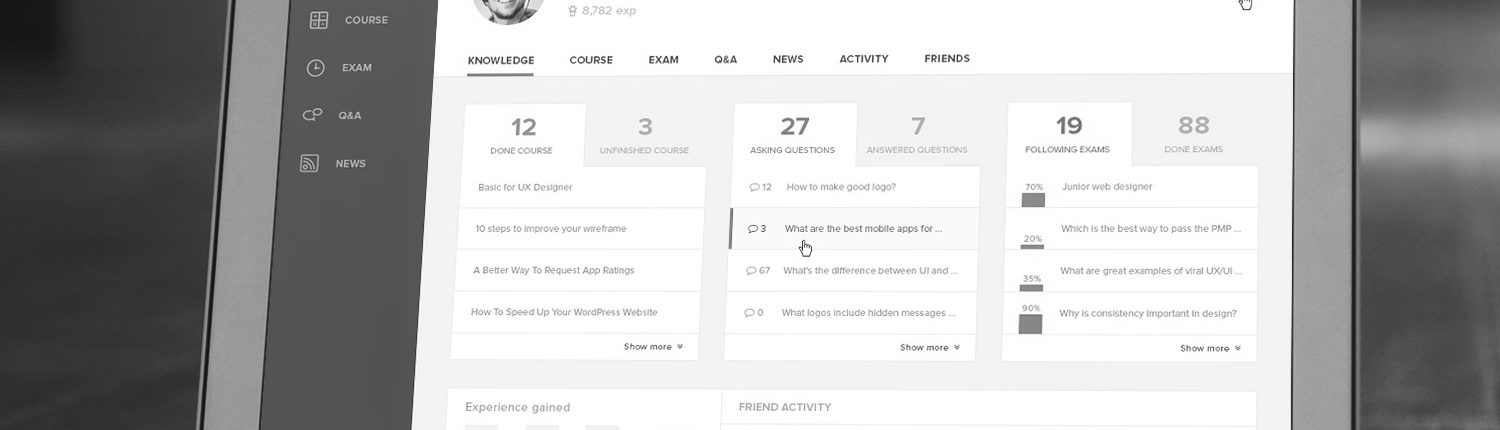 8,782 exp
COURSE
EXAM
Q&A
NEWS
KNOWLEDGE COURSE EXAM Q&A NEWS ACTIVITY FRIENDS
12
DONE COURSE
3
UNFINISHED COURSE
Basic for UX Designer
10 steps to improve your wireframe
A Better Way To Request App Ratings
How To Speed Up Your WordPress Website
Show more
27
ASKING QUESTIONS
7
ANSWERED QUESTIONS
12 How to make good logo?
3 What are the best mobile apps for ...
67 What's the difference between UI and ...
0 What logos include hidden messages ...
Show more
19
FOLLOWING EXAMS
88
DONE EXAMS
70% Junior web designer
20% Which is the best way to pass the PMP ...
35% What are great examples of viral UX/UI ...
90% Why is consistency important in design?
Show more
Experience gained
FRIEND ACTIVITY